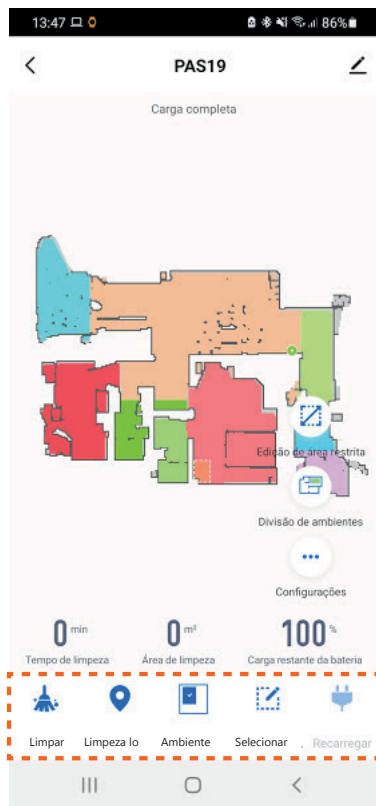 13:47 86%
PAS19
Carga completa
Edição de área restrita
Divisão de ambientes
Configurações
0 min 0 m² 100 %
Tempo de limpeza Área de limpeza Carga restante da bateria
Limpar Limpeza lo Ambiente Selecionar . Recarregar